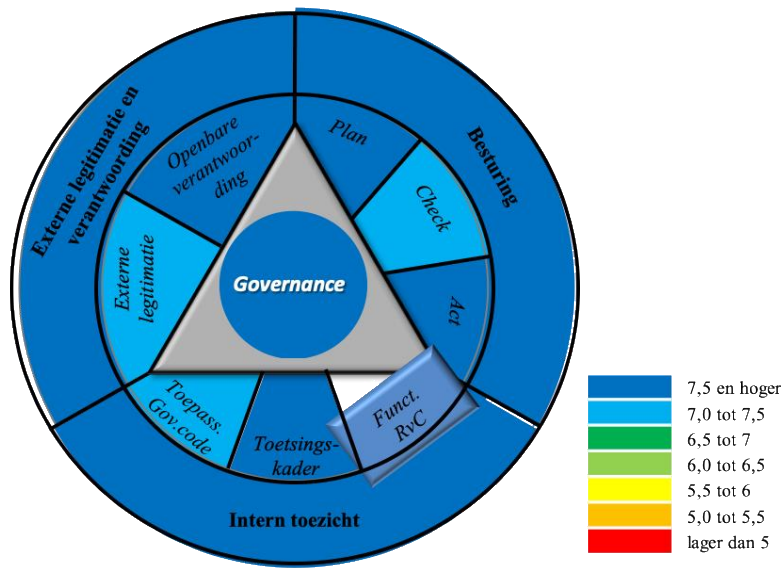 Externe legitimatie en
verantwoording
Besturing
Intern toezicht
Openbare
verantwoor-
ding
Plan
Check
Act
Funct.
RvC
Toetsings-
kader
Toepass.
Gov.code
Externe
legitimatie
Governance
7,5 en hoger
7,0 tot 7,5
6,5 tot 7
6,0 tot 6,5
5,5 tot 6
5,0 tot 5,5
lager dan 5